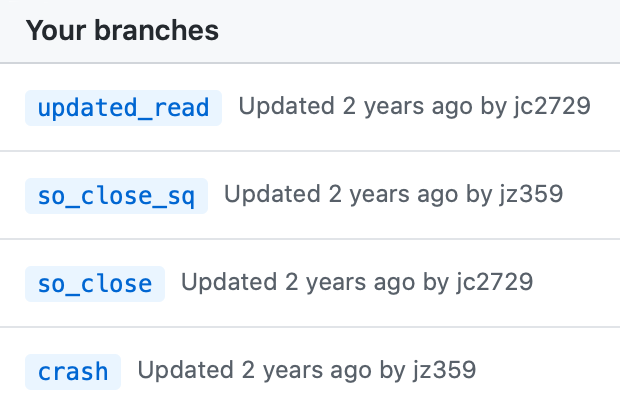 Your branches
updated_read Updated 2 years ago by jc2729
so_close_sq Updated 2 years ago by jz359
so_close Updated 2 years ago by jc2729
crash Updated 2 years ago by jz359